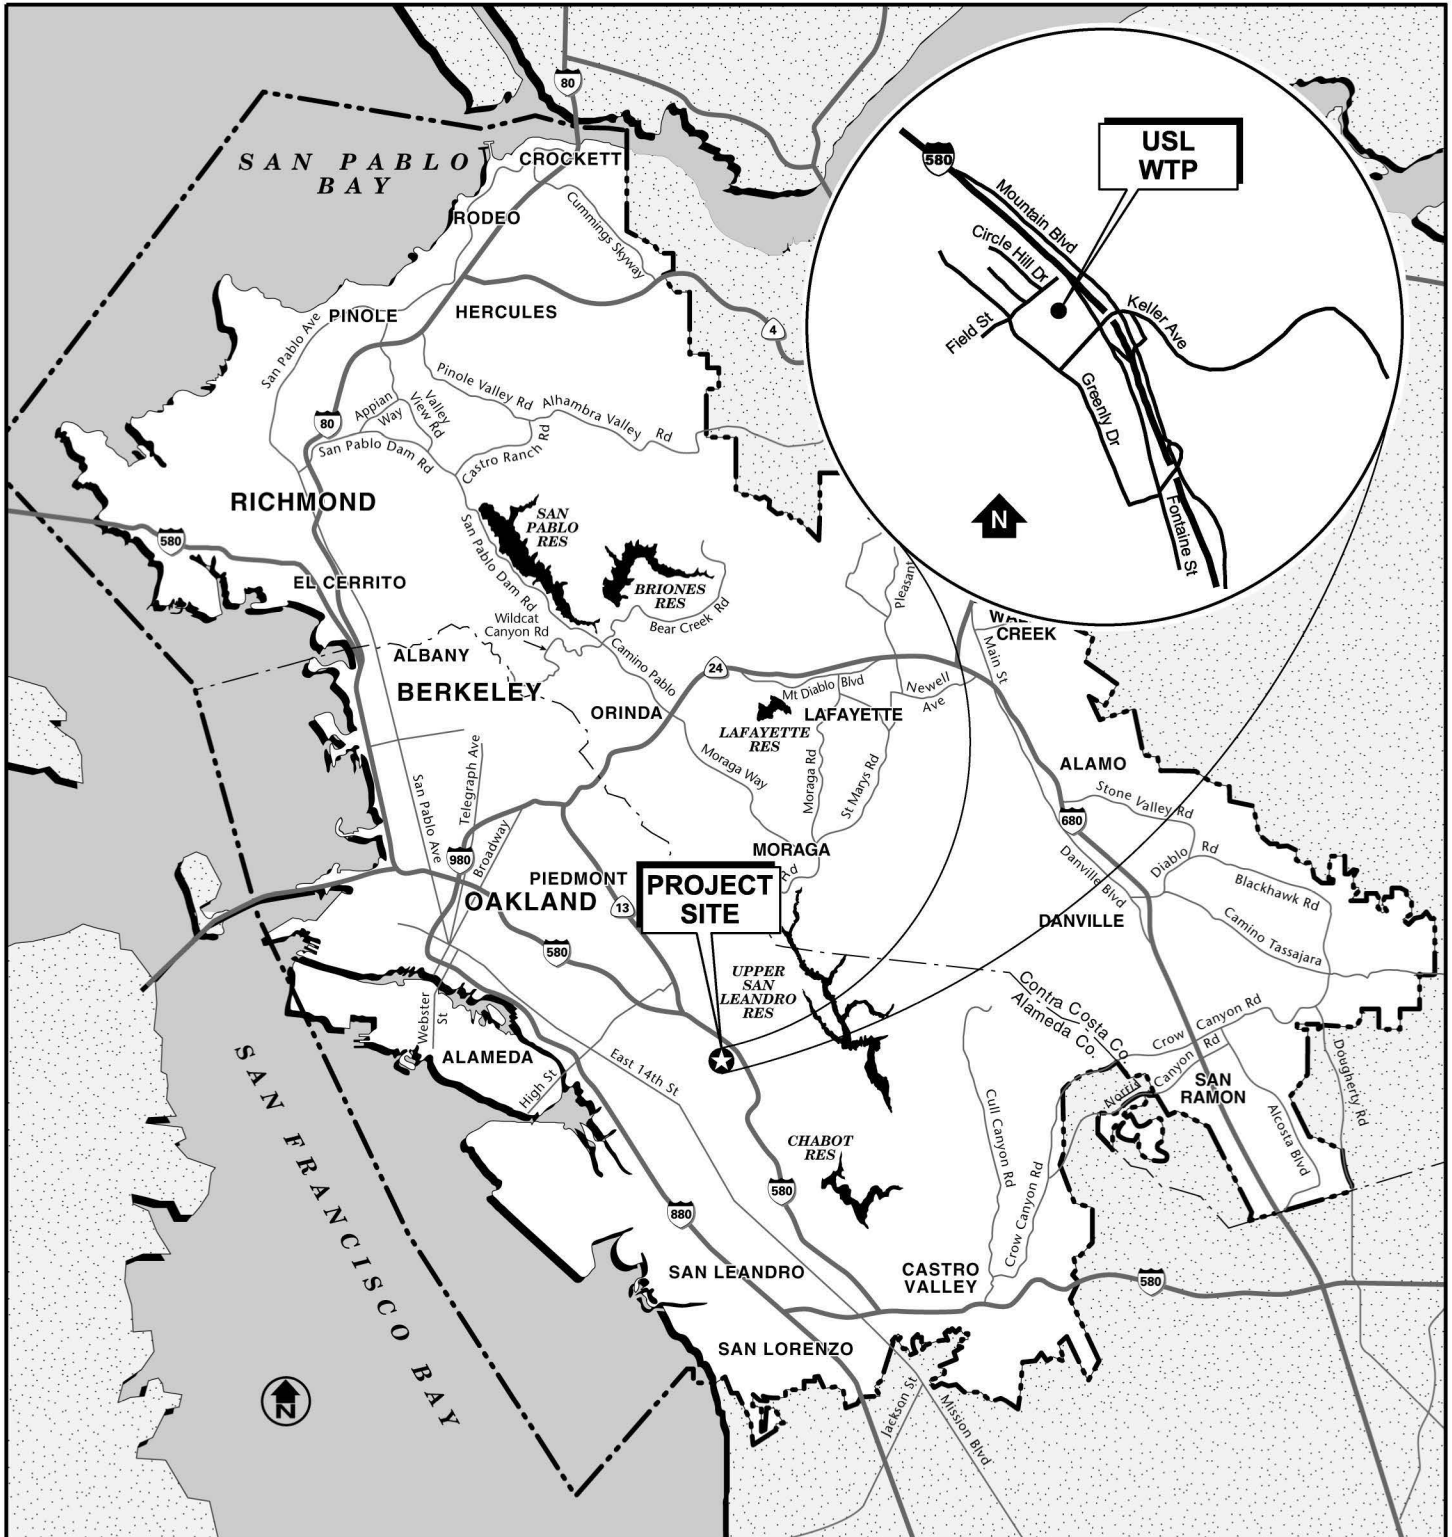 80
SAN PABLO
BAY
CROCKETT
RODEO
Cummings Skyway
HERCULES
PINOLE
San Pablo Ave
4
80
Appian
Way
Valley
View Rd
Pinole Valley Rd
Alhambra Valley Rd
San Pablo Dam Rd
Castro Ranch Rd
RICHMOND
580
EL CERRITO
San Pablo Dam Rd
SAN
PABLO
RES
BRIONES
RES
Bear Creek Rd
Wildcat
Canyon Rd
Camino Pablo
ALBANY
BERKELEY
ORINDA
24
USL
WTP
580
Mountain Blvd
Circle Hill Dr
Field St
Keller Ave
Greenly Dr
Fontaine St
N
Pleasant
CREEK
Main St
Mt Diablo Blvd
Newell
Ave
LAFAYETTE
LAFAYETTE
RES
Moraga Way
Moraga Rd
St Marys Rd
MORAGA
Rd
ALAMO
Stone Valley Rd
680
Danville Blvd
Diablo Rd
Blackhawk Rd
Camino Tassajara
DANVILLE
San Pablo Ave
Telegraph Ave
Broadway
980
PIEDMONT
OAKLAND
13
580
PROJECT
SITE
UPPER
SAN
LEANDRO
RES
Contra Costa Co.
Alameda Co.
Crow Canyon Rd
Norris Canyon Rd
SAN
RAMON
Alcosta Blvd
Dougherty Rd
Webster
St
ALAMEDA
High St
East 14th St
Cull Canyon Rd
Crow Canyon Rd
CHABOT
RES
580
880
SAN LEANDRO
CASTRO
VALLEY
580
SAN LORENZO
Jackson St
Mission Blvd
SAN FRANCISCO BAY
N